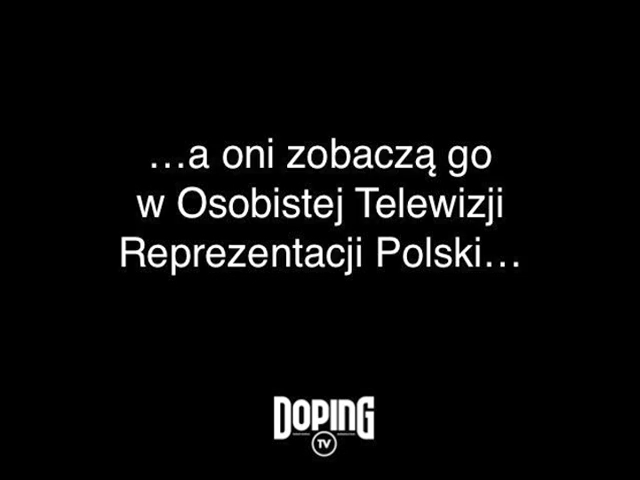 ...a oni zobaczą go
w Osobistej Telewizji
Reprezentacji Polski...
DOPING
TV